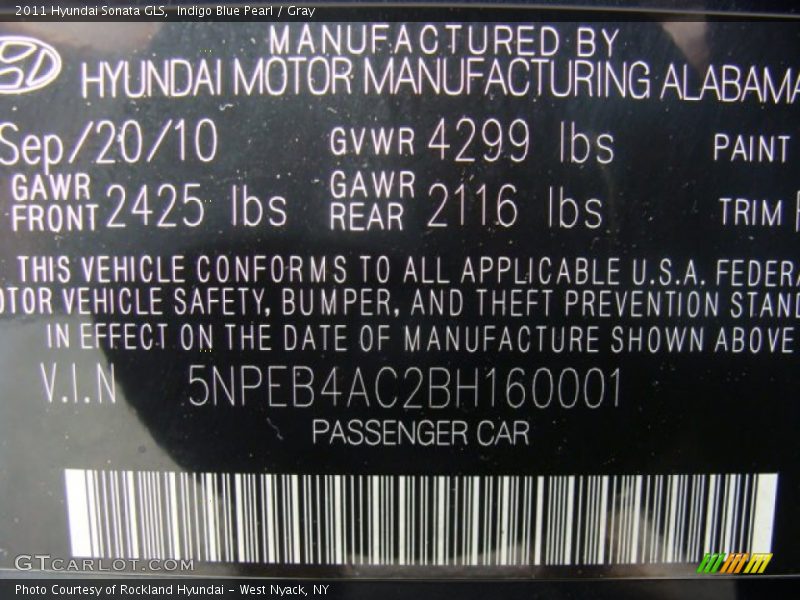 2011 Hyundai Sonata GLS, Indigo Blue Pearl / Gray
MANUFACTURED BY
HYUNDAI MOTOR MANUFACTURING ALABAMA
Sep/20/10 GVWR 4299 lbs PAINT
GAWR FRONT 2425 lbs GAWR REAR 2116 lbs TRIM
THIS VEHICLE CONFORMS TO ALL APPLICABLE U.S.A. FEDERA
OTOR VEHICLE SAFETY, BUMPER, AND THEFT PREVENTION STAND
IN EFFECT ON THE DATE OF MANUFACTURE SHOWN ABOVE
V.I.N 5NPEB4AC2BH160001
PASSENGER CAR
GTCARLOT.COM
Photo Courtesy of Rockland Hyundai - West Nyack, NY